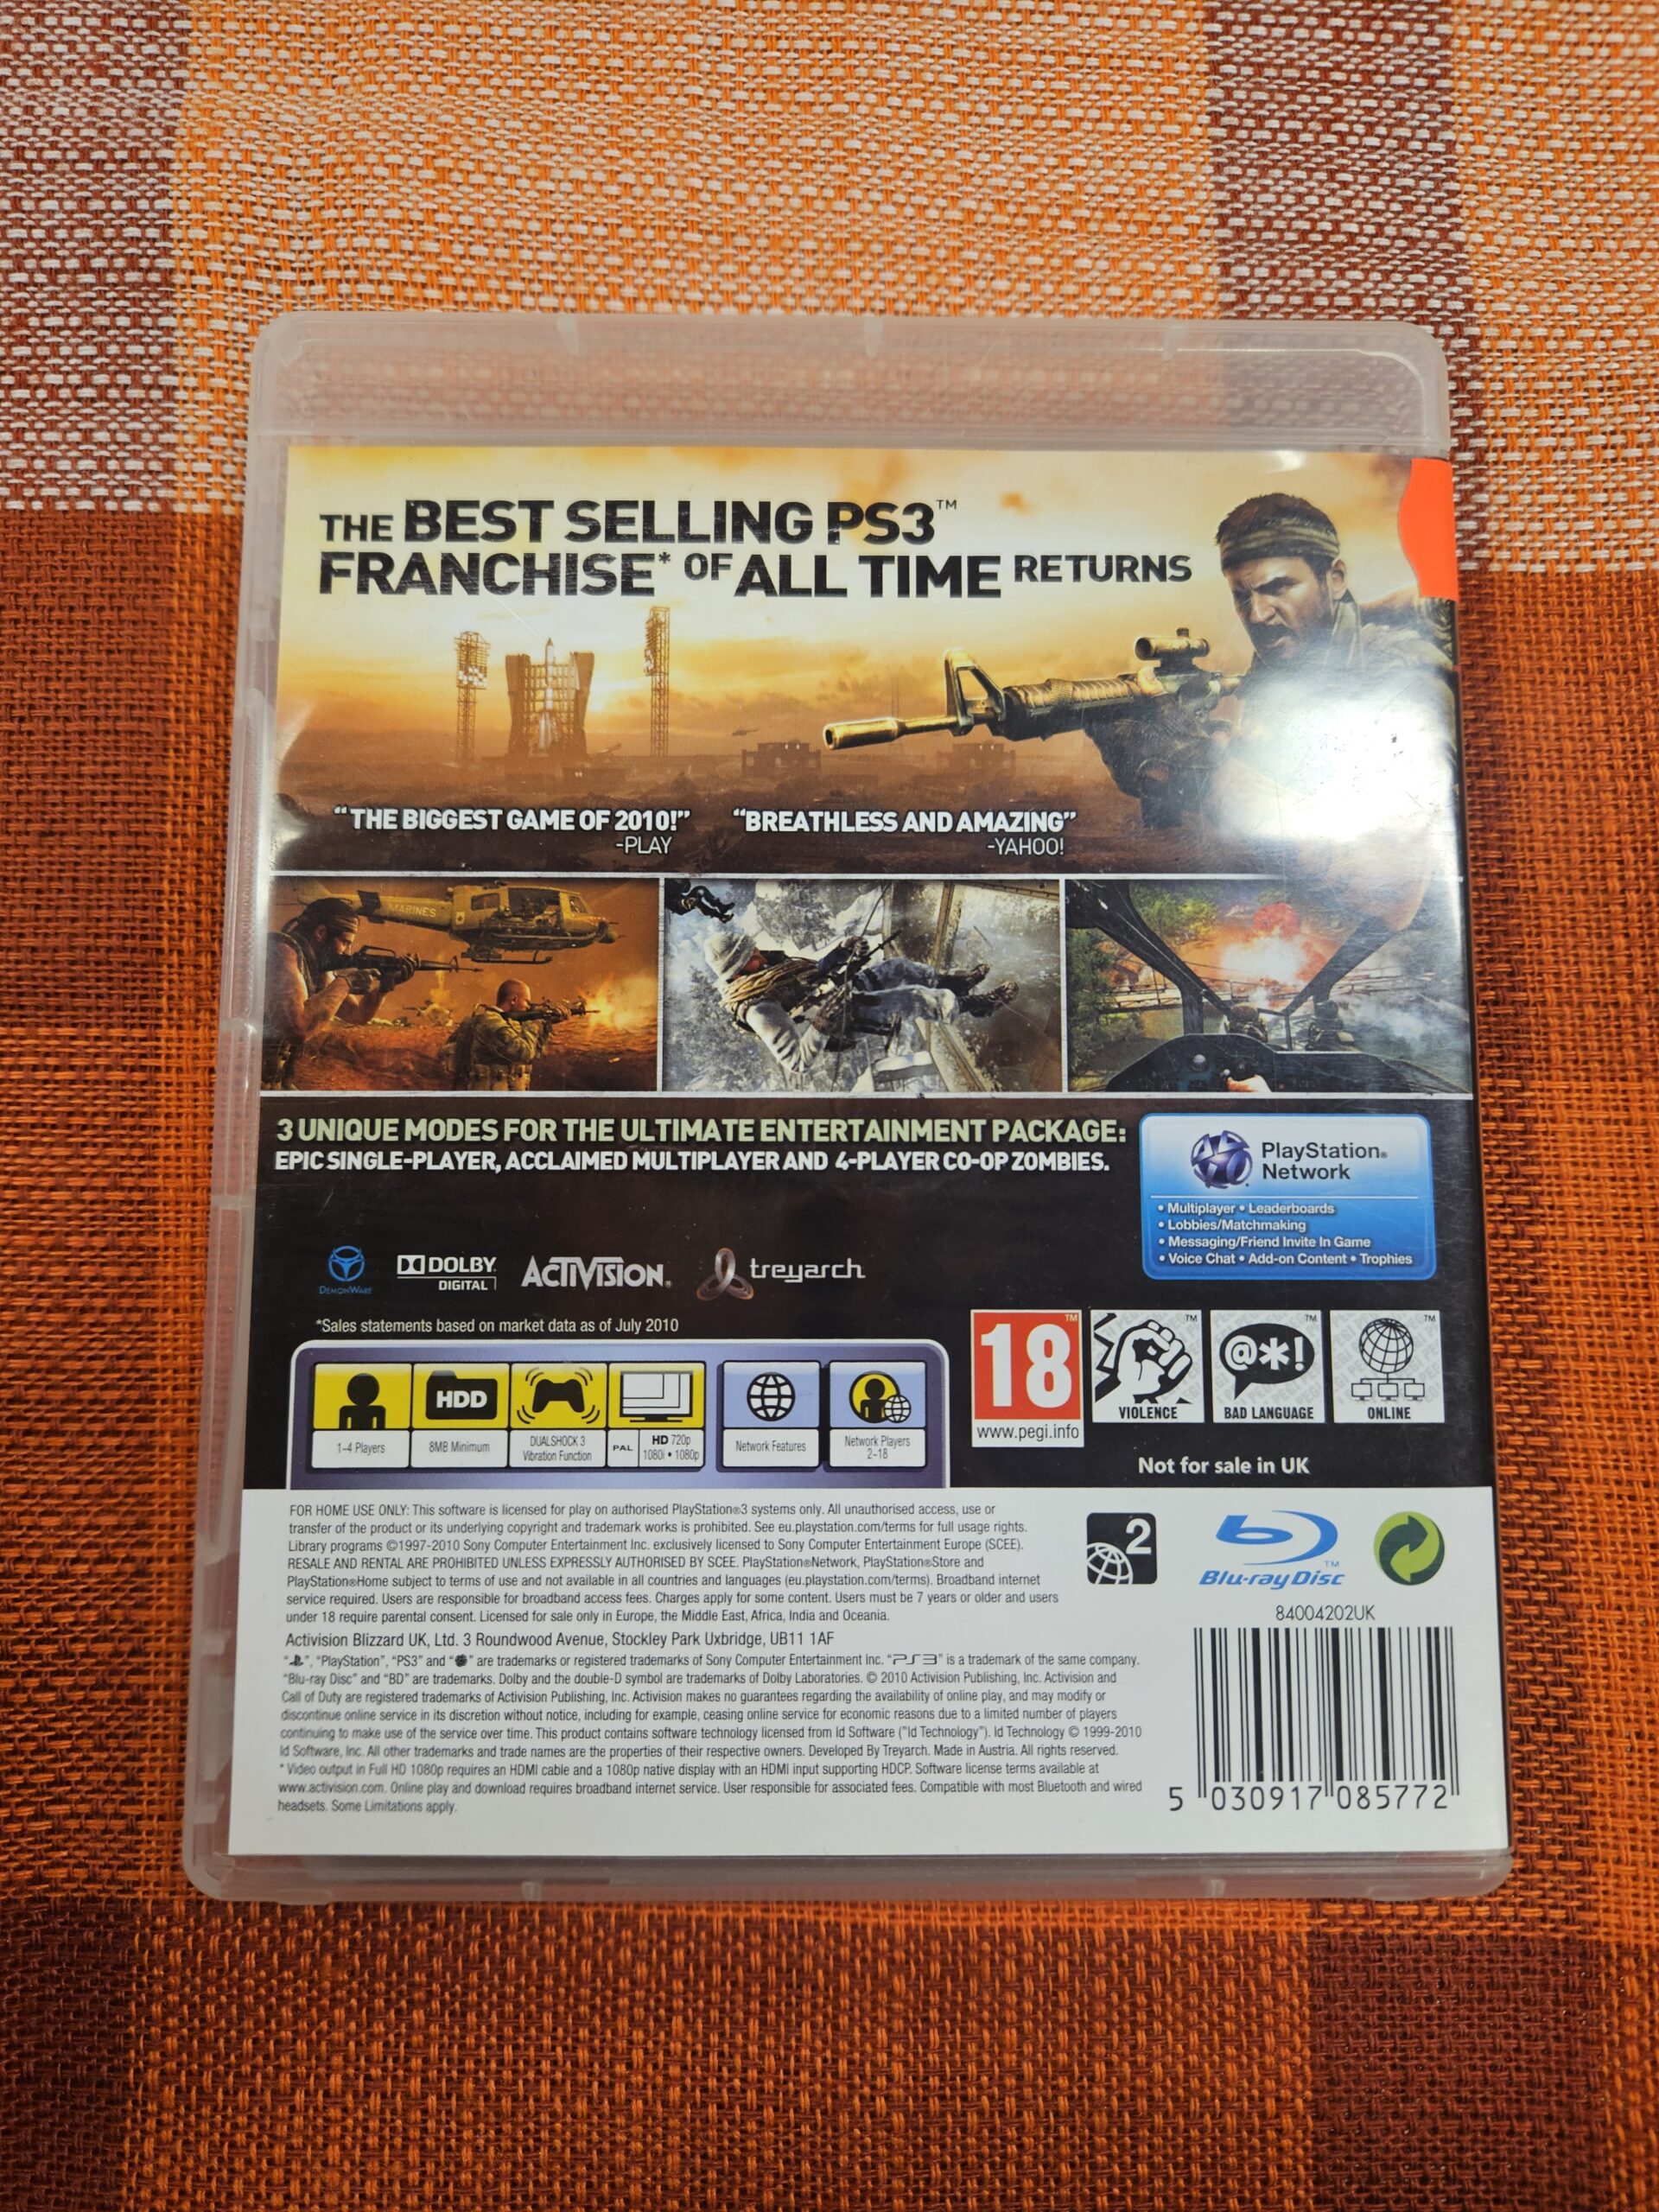 THE BEST SELLING PS3™
FRANCHISE* OF ALL TIME RETURNS
“THE BIGGEST GAME OF 2010!”
-PLAY
“BREATHLESS AND AMAZING”
-YAHOO!
MARINES
3 UNIQUE MODES FOR THE ULTIMATE ENTERTAINMENT PACKAGE:
EPIC SINGLE-PLAYER, ACCLAIMED MULTIPLAYER AND 4-PLAYER CO-OP ZOMBIES.
PlayStation®
Network
• Multiplayer • Leaderboards
• Lobbies/Matchmaking
• Messaging/Friend Invite In Game
• Voice Chat • Add-on Content • Trophies
DEMONWARE
DOLBY
DIGITAL
ACTIVISION®
treyarch
*Sales statements based on market data as of July 2010
HDD
1-4 Players
8MB Minimum
DUALSHOCK 3
Vibration Function
PAL
HD 720p
1080i • 1080p
Network Features
Network Players
2-18
18™
www.pegi.info
VIOLENCE
@*!
BAD LANGUAGE
ONLINE
Not for sale in UK
FOR HOME USE ONLY: This software is licensed for play on authorised PlayStation®3 systems only. All unauthorised access, use or
transfer of the product or its underlying copyright and trademark works is prohibited. See eu.playstation.com/terms for full usage rights.
Library programs ©1997-2010 Sony Computer Entertainment Inc. exclusively licensed to Sony Computer Entertainment Europe (SCEE).
RESALE AND RENTAL ARE PROHIBITED UNLESS EXPRESSLY AUTHORISED BY SCEE. PlayStation®Network, PlayStation®Store and
PlayStation®Home subject to terms of use and not available in all countries and languages (eu.playstation.com/terms). Broadband internet
service required. Users are responsible for broadband access fees. Charges apply for some content. Users must be 7 years or older and users
under 18 require parental consent. Licensed for sale only in Europe, the Middle East, Africa, India and Oceania.
Activision Blizzard UK, Ltd. 3 Roundwood Avenue, Stockley Park Uxbridge, UB11 1AF
“ ”, “PlayStation”, “PS3” and “ ” are trademarks or registered trademarks of Sony Computer Entertainment Inc. “PS3” is a trademark of the same company.
“Blu-ray Disc” and “BD” are trademarks. Dolby and the double-D symbol are trademarks of Dolby Laboratories. © 2010 Activision Publishing, Inc. Activision and
Call of Duty are registered trademarks of Activision Publishing, Inc. Activision makes no guarantees regarding the availability of online play, and may modify or
discontinue online service in its discretion without notice, including for example, ceasing online service for economic reasons due to a limited number of players
continuing to make use of the service over time. This product contains software technology licensed from Id Software ("Id Technology"). Id Technology © 1999-2010
Id Software, Inc. All other trademarks and trade names are the properties of their respective owners. Developed By Treyarch. Made in Austria. All rights reserved.
* Video output in Full HD 1080p requires an HDMI cable and a 1080p native display with an HDMI input supporting HDCP. Software license terms available at
www.activision.com. Online play and download requires broadband internet service. User responsible for associated fees. Compatible with most Bluetooth and wired
headsets. Some Limitations apply.
2
Blu-ray Disc™
84004202UK
5 030917 085772